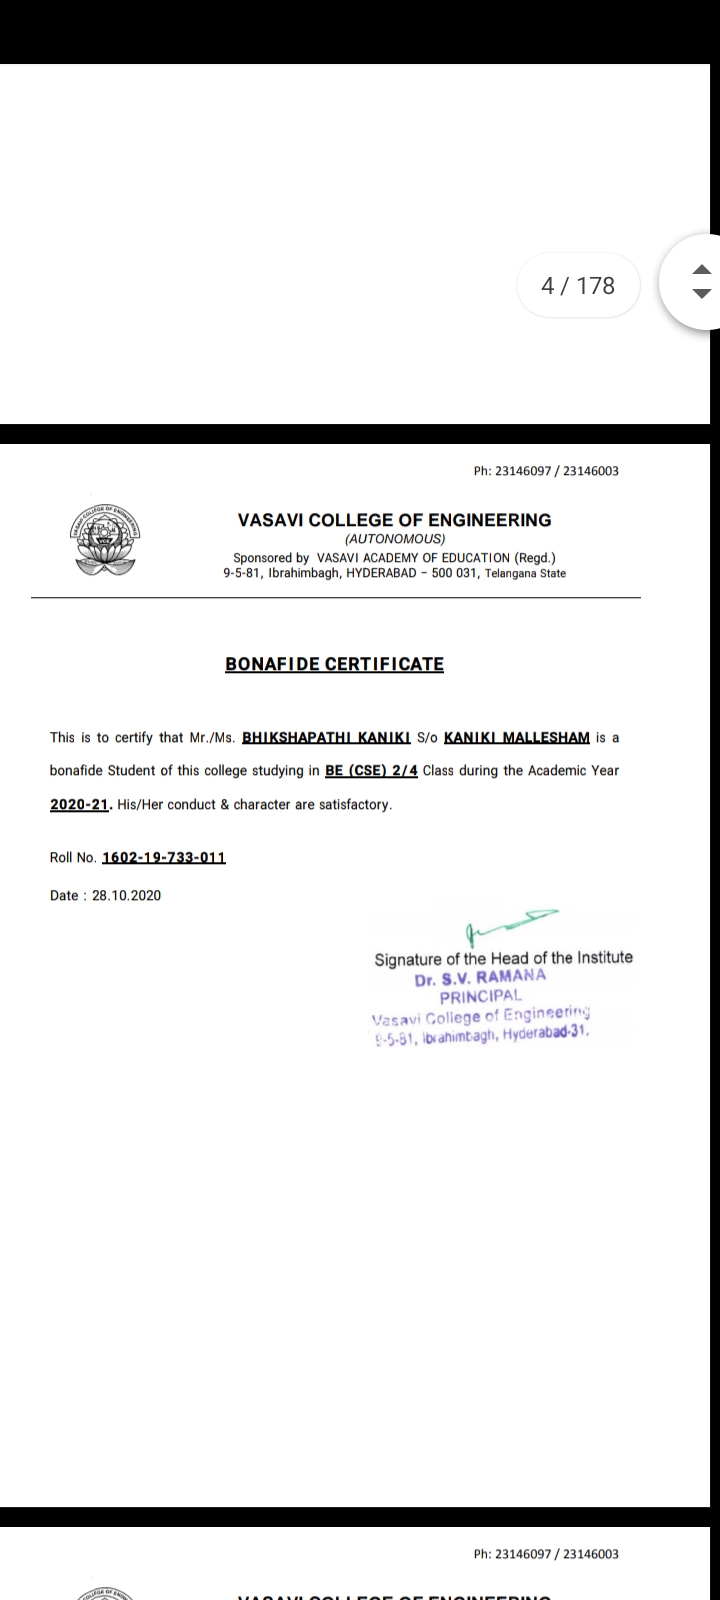 4 / 178
Ph: 23146097 / 23146003
VASAVI COLLEGE OF ENGINEERING
(AUTONOMOUS)
Sponsored by VASAVI ACADEMY OF EDUCATION (Regd.)
9-5-81, Ibrahimbagh, HYDERABAD – 500 031, Telangana State
BONAFIDE CERTIFICATE
This is to certify that Mr./Ms. BHIKSHAPATHI KANIKI S/o KANIKI MALLESHAM is a
bonafide Student of this college studying in BE (CSE) 2/4 Class during the Academic Year
2020-21. His/Her conduct & character are satisfactory.
Roll No. 1602-19-733-011
Date : 28.10.2020
Signature of the Head of the Institute
Dr. S.V. RAMANA
PRINCIPAL
Vasavi College of Engineering
9-5-81, Ibrahimbagh, Hyderabad-31.
Ph: 23146097 / 23146003
VASAVI COLLEGE OF ENGINEERING